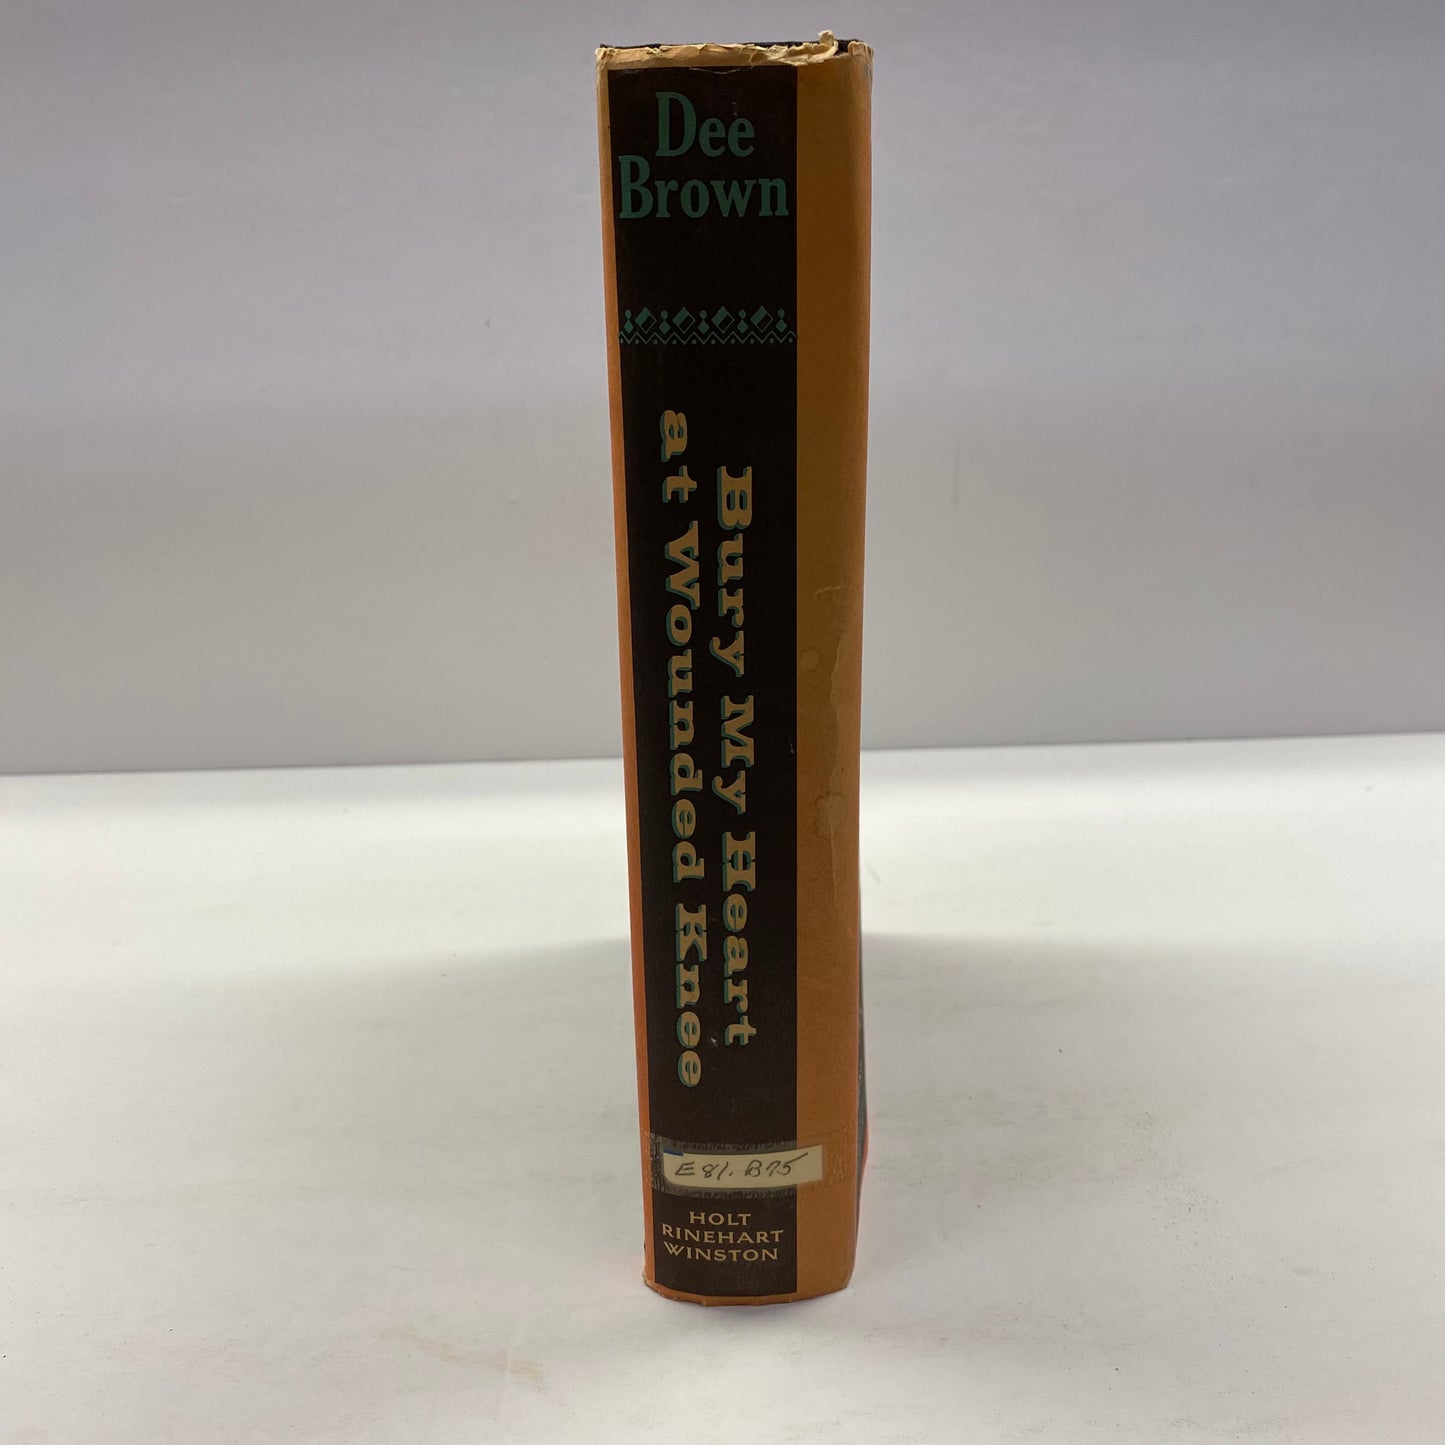 Dee
Brown
Bury My Heart
at Wounded Knee
E81. B75
HOLT
RINEHART
WINSTON